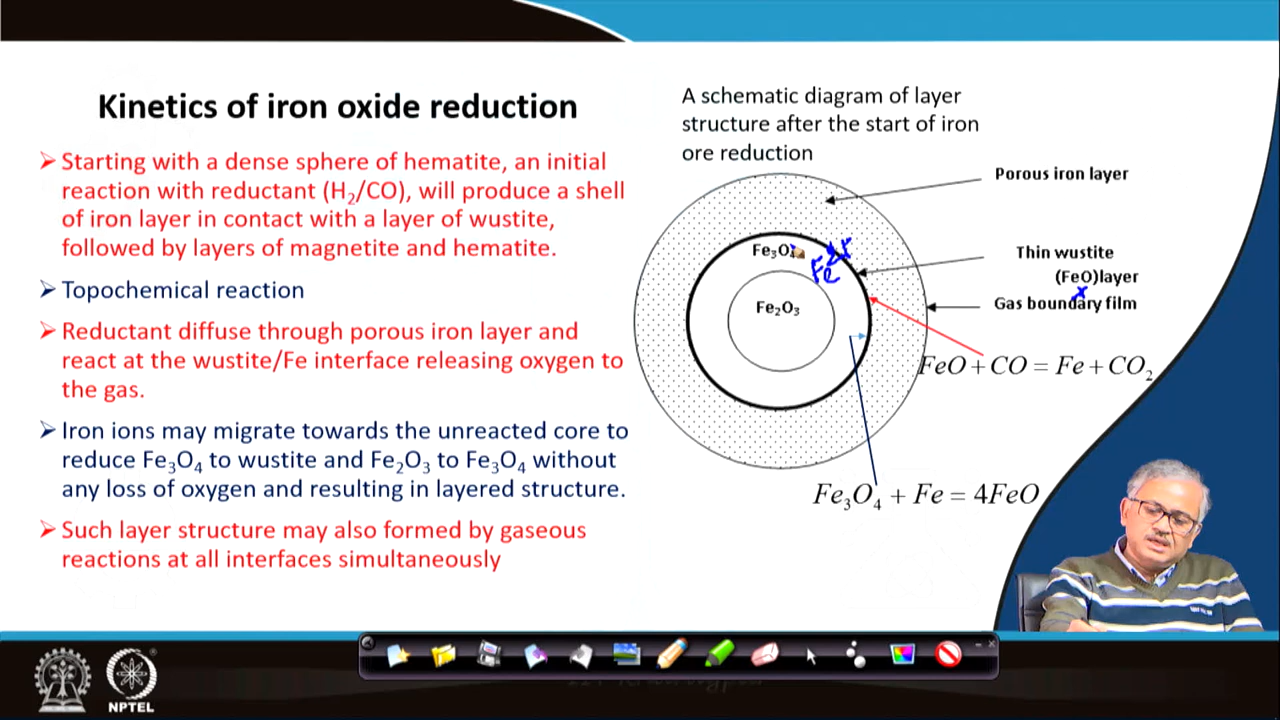 Kinetics of iron oxide reduction
➢ Starting with a dense sphere of hematite, an initial
reaction with reductant (H₂/CO), will produce a shell
of iron layer in contact with a layer of wustite,
followed by layers of magnetite and hematite.
➢ Topochemical reaction
➢ Reductant diffuse through porous iron layer and
react at the wustite/Fe interface releasing oxygen to
the gas.
➢ Iron ions may migrate towards the unreacted core to
reduce Fe₃O₄ to wustite and Fe₂O₃ to Fe₃O₄ without
any loss of oxygen and resulting in layered structure.
➢ Such layer structure may also formed by gaseous
reactions at all interfaces simultaneously
A schematic diagram of layer
structure after the start of iron
ore reduction
Porous iron layer
Fe₃O
Fe²⁺
Thin wustite
(FeO)layer
x
Gas boundary film
Fe₂O₃
FeO + CO = Fe + CO₂
Fe₃O₄ + Fe = 4FeO
NPTEL